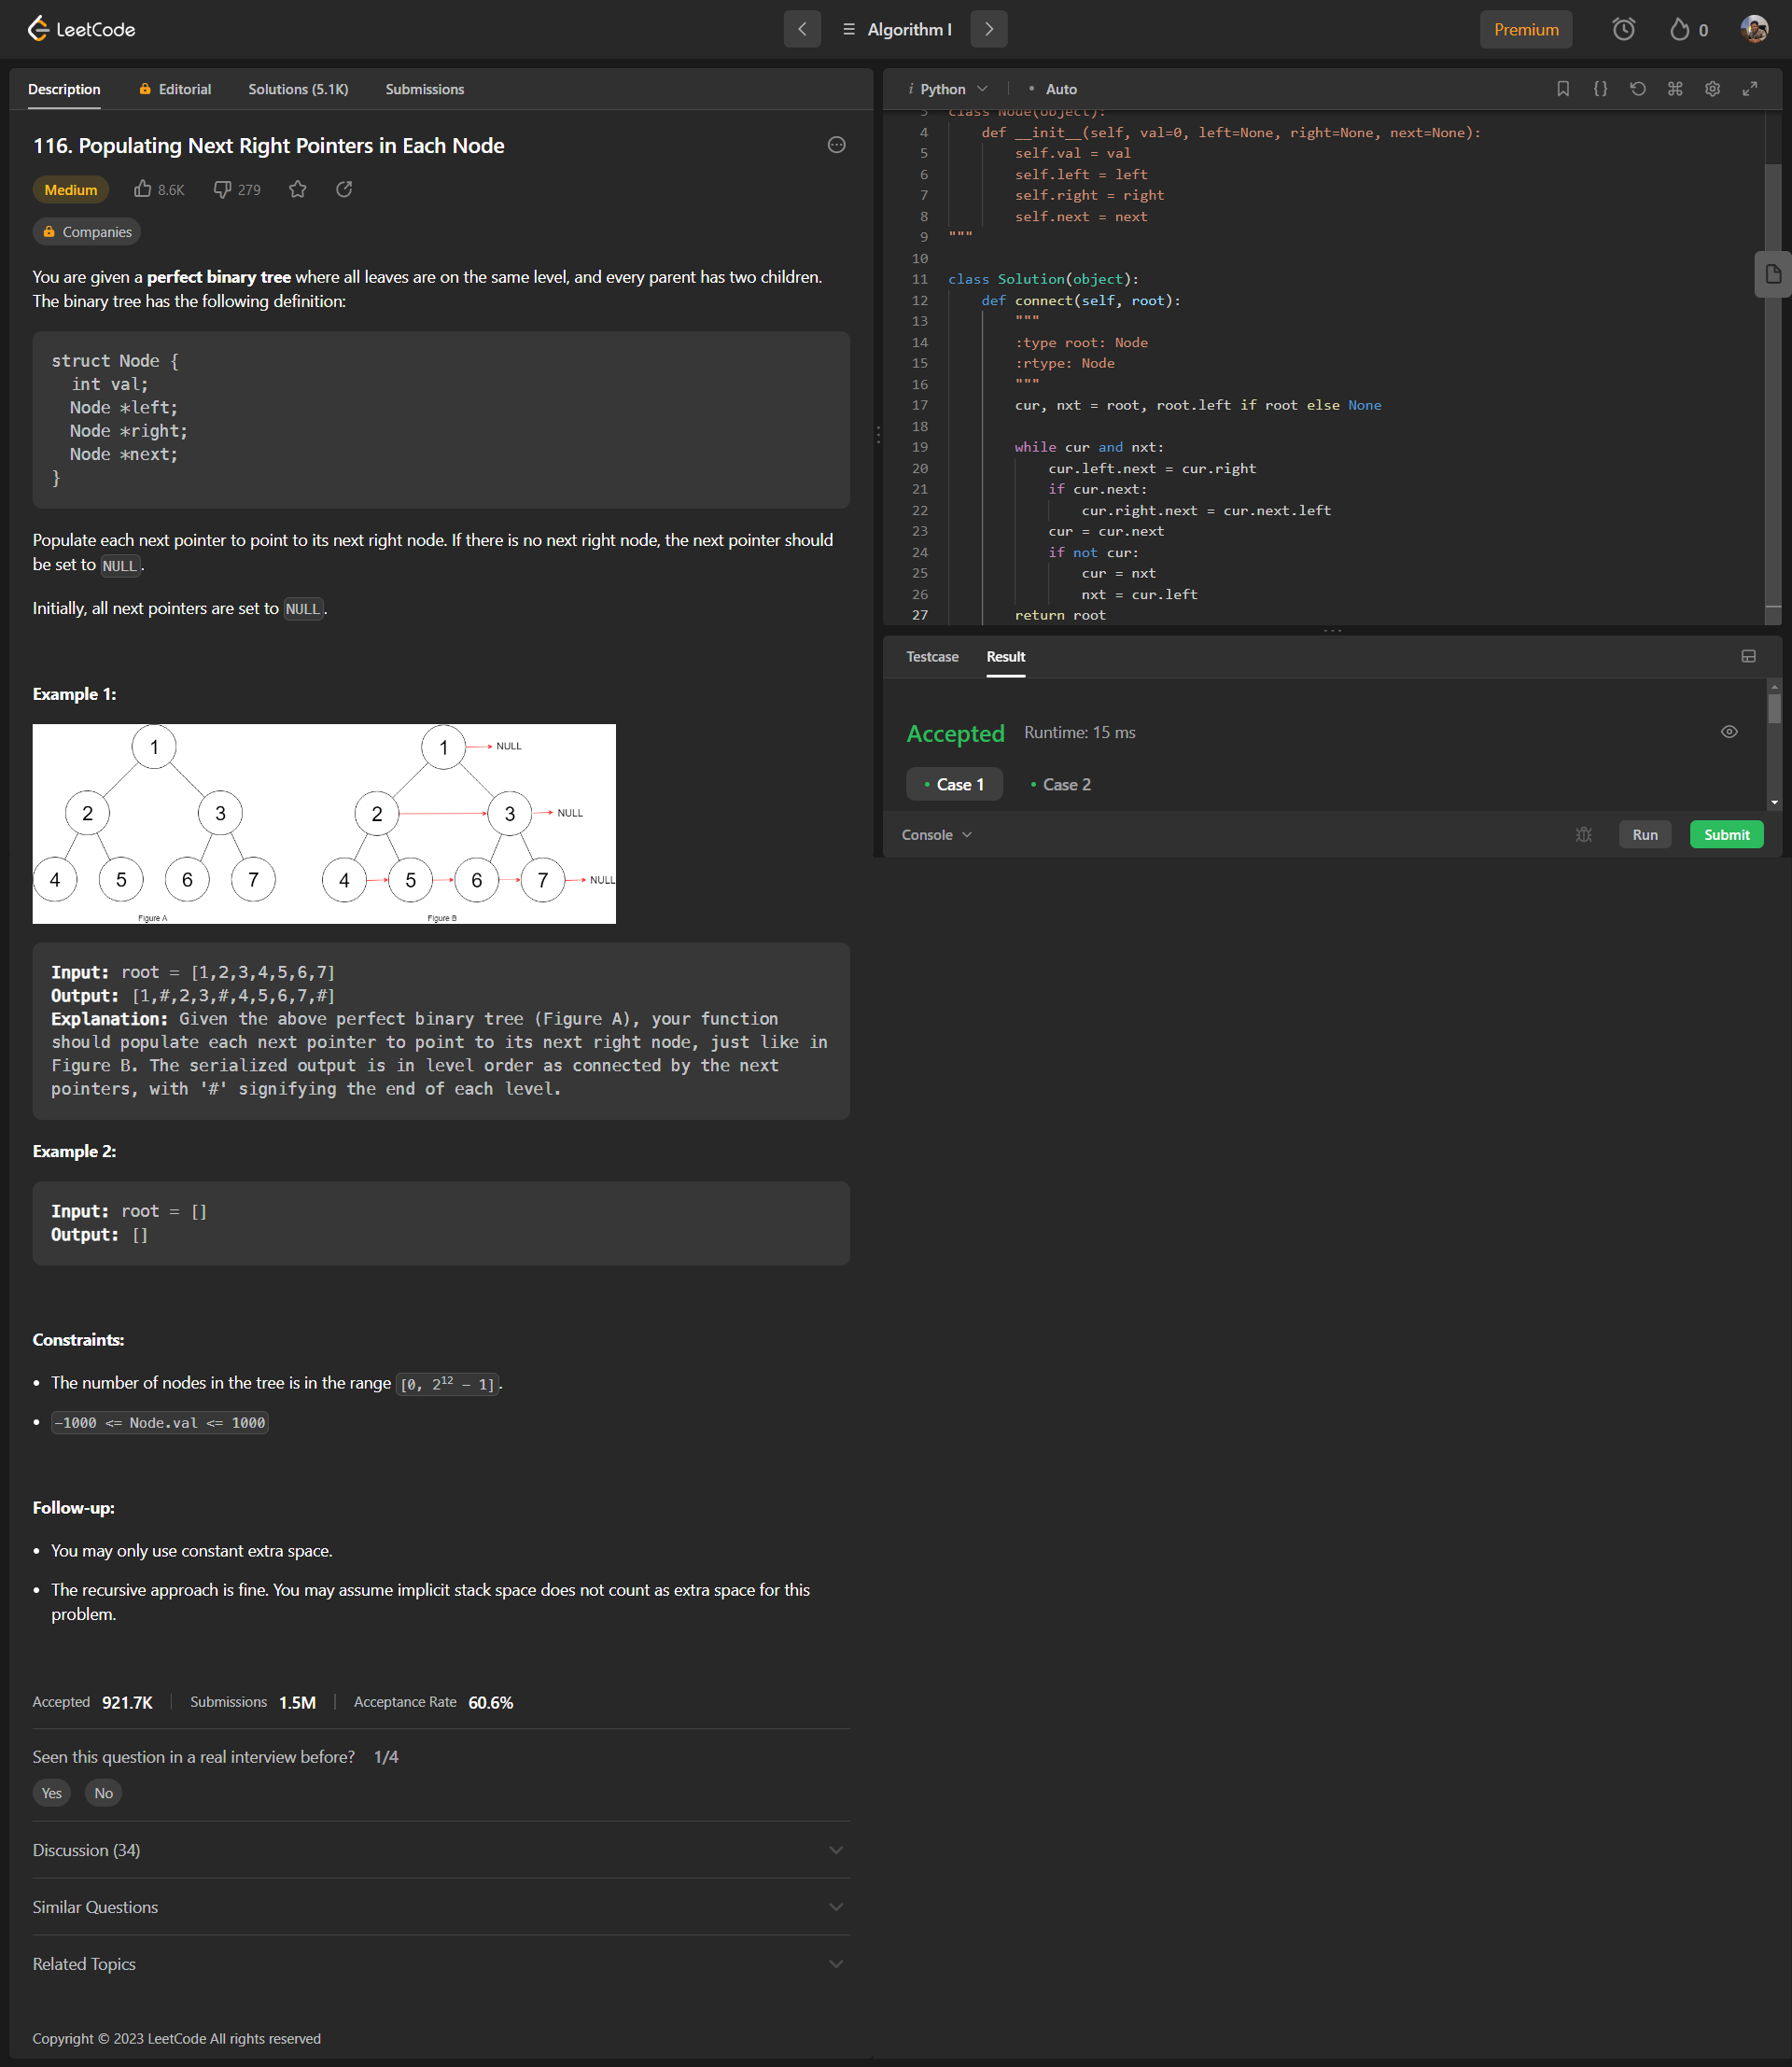 LeetCode
Algorithm I
Premium
0
Description
Editorial
Solutions (5.1K)
Submissions
116. Populating Next Right Pointers in Each Node
Medium
8.6K
279
Companies
You are given a perfect binary tree where all leaves are on the same level, and every parent has two children.
The binary tree has the following definition:
struct Node {
  int val;
  Node *left;
  Node *right;
  Node *next;
}
Populate each next pointer to point to its next right node. If there is no next right node, the next pointer should
be set to NULL.
Initially, all next pointers are set to NULL.
Example 1:
1
2
3
4
5
6
7
Figure A
1
NULL
2
3
NULL
4
5
6
7
NULL
Figure B
Input: root = [1,2,3,4,5,6,7]
Output: [1,#,2,3,#,4,5,6,7,#]
Explanation: Given the above perfect binary tree (Figure A), your function
should populate each next pointer to point to its next right node, just like in
Figure B. The serialized output is in level order as connected by the next
pointers, with '#' signifying the end of each level.
Example 2:
Input: root = []
Output: []
Constraints:
• The number of nodes in the tree is in the range [0, 2¹² - 1].
• -1000 <= Node.val <= 1000
Follow-up:
• You may only use constant extra space.
• The recursive approach is fine. You may assume implicit stack space does not count as extra space for this
problem.
Accepted 921.7K
Submissions 1.5M
Acceptance Rate 60.6%
Seen this question in a real interview before? 1/4
Yes
No
Discussion (34)
Similar Questions
Related Topics
Copyright © 2023 LeetCode All rights reserved
i Python
• Auto
3 class Node(object):
4     def __init__(self, val=0, left=None, right=None, next=None):
5         self.val = val
6         self.left = left
7         self.right = right
8         self.next = next
9 """
10
11 class Solution(object):
12     def connect(self, root):
13         """
14         :type root: Node
15         :rtype: Node
16         """
17         cur, nxt = root, root.left if root else None
18
19         while cur and nxt:
20             cur.left.next = cur.right
21             if cur.next:
22                 cur.right.next = cur.next.left
23             cur = cur.next
24             if not cur:
25                 cur = nxt
26                 nxt = cur.left
27         return root
Testcase
Result
Accepted
Runtime: 15 ms
• Case 1
• Case 2
Console
Run
Submit